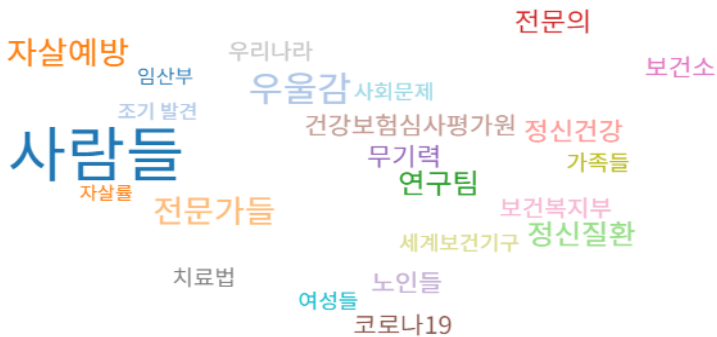 전문의
자살예방
우리나라
보건소
임산부
우울감
사회문제
조기 발견
건강보험심사평가원
정신건강
사람들
무기력
가족들
연구팀
자살률
전문가들
보건복지부
정신질환
세계보건기구
치료법
노인들
여성들
코로나19